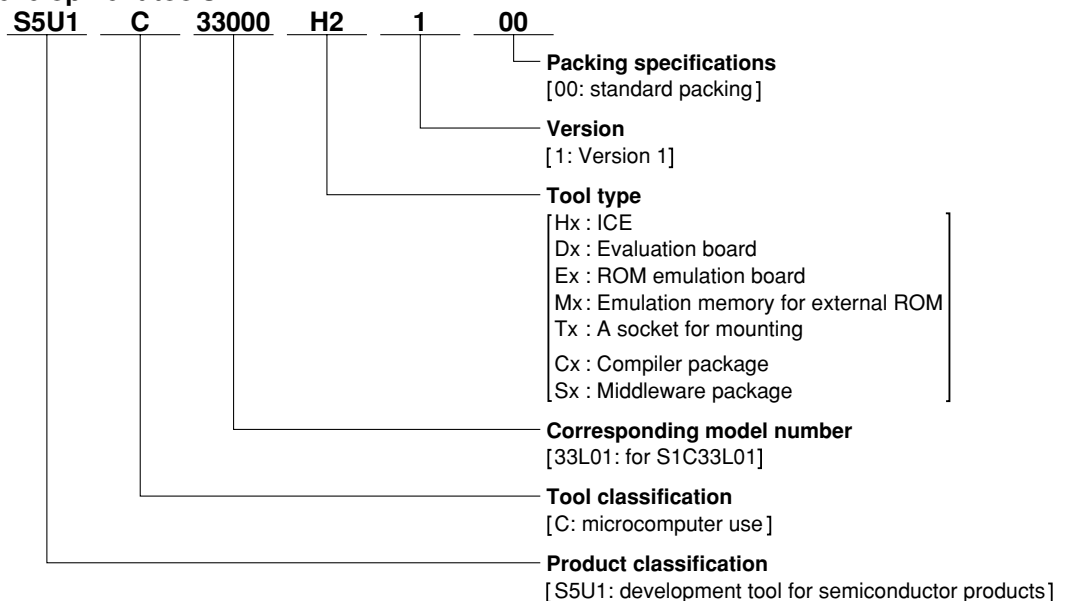 S5U1 C 33000 H2 1 00
Packing specifications
[00: standard packing]
Version
[1: Version 1]
Tool type
[Hx : ICE
Dx : Evaluation board
Ex : ROM emulation board
Mx : Emulation memory for external ROM
Tx : A socket for mounting
Cx : Compiler package
Sx : Middleware package]
Corresponding model number
[33L01: for S1C33L01]
Tool classification
[C: microcomputer use]
Product classification
[S5U1: development tool for semiconductor products]